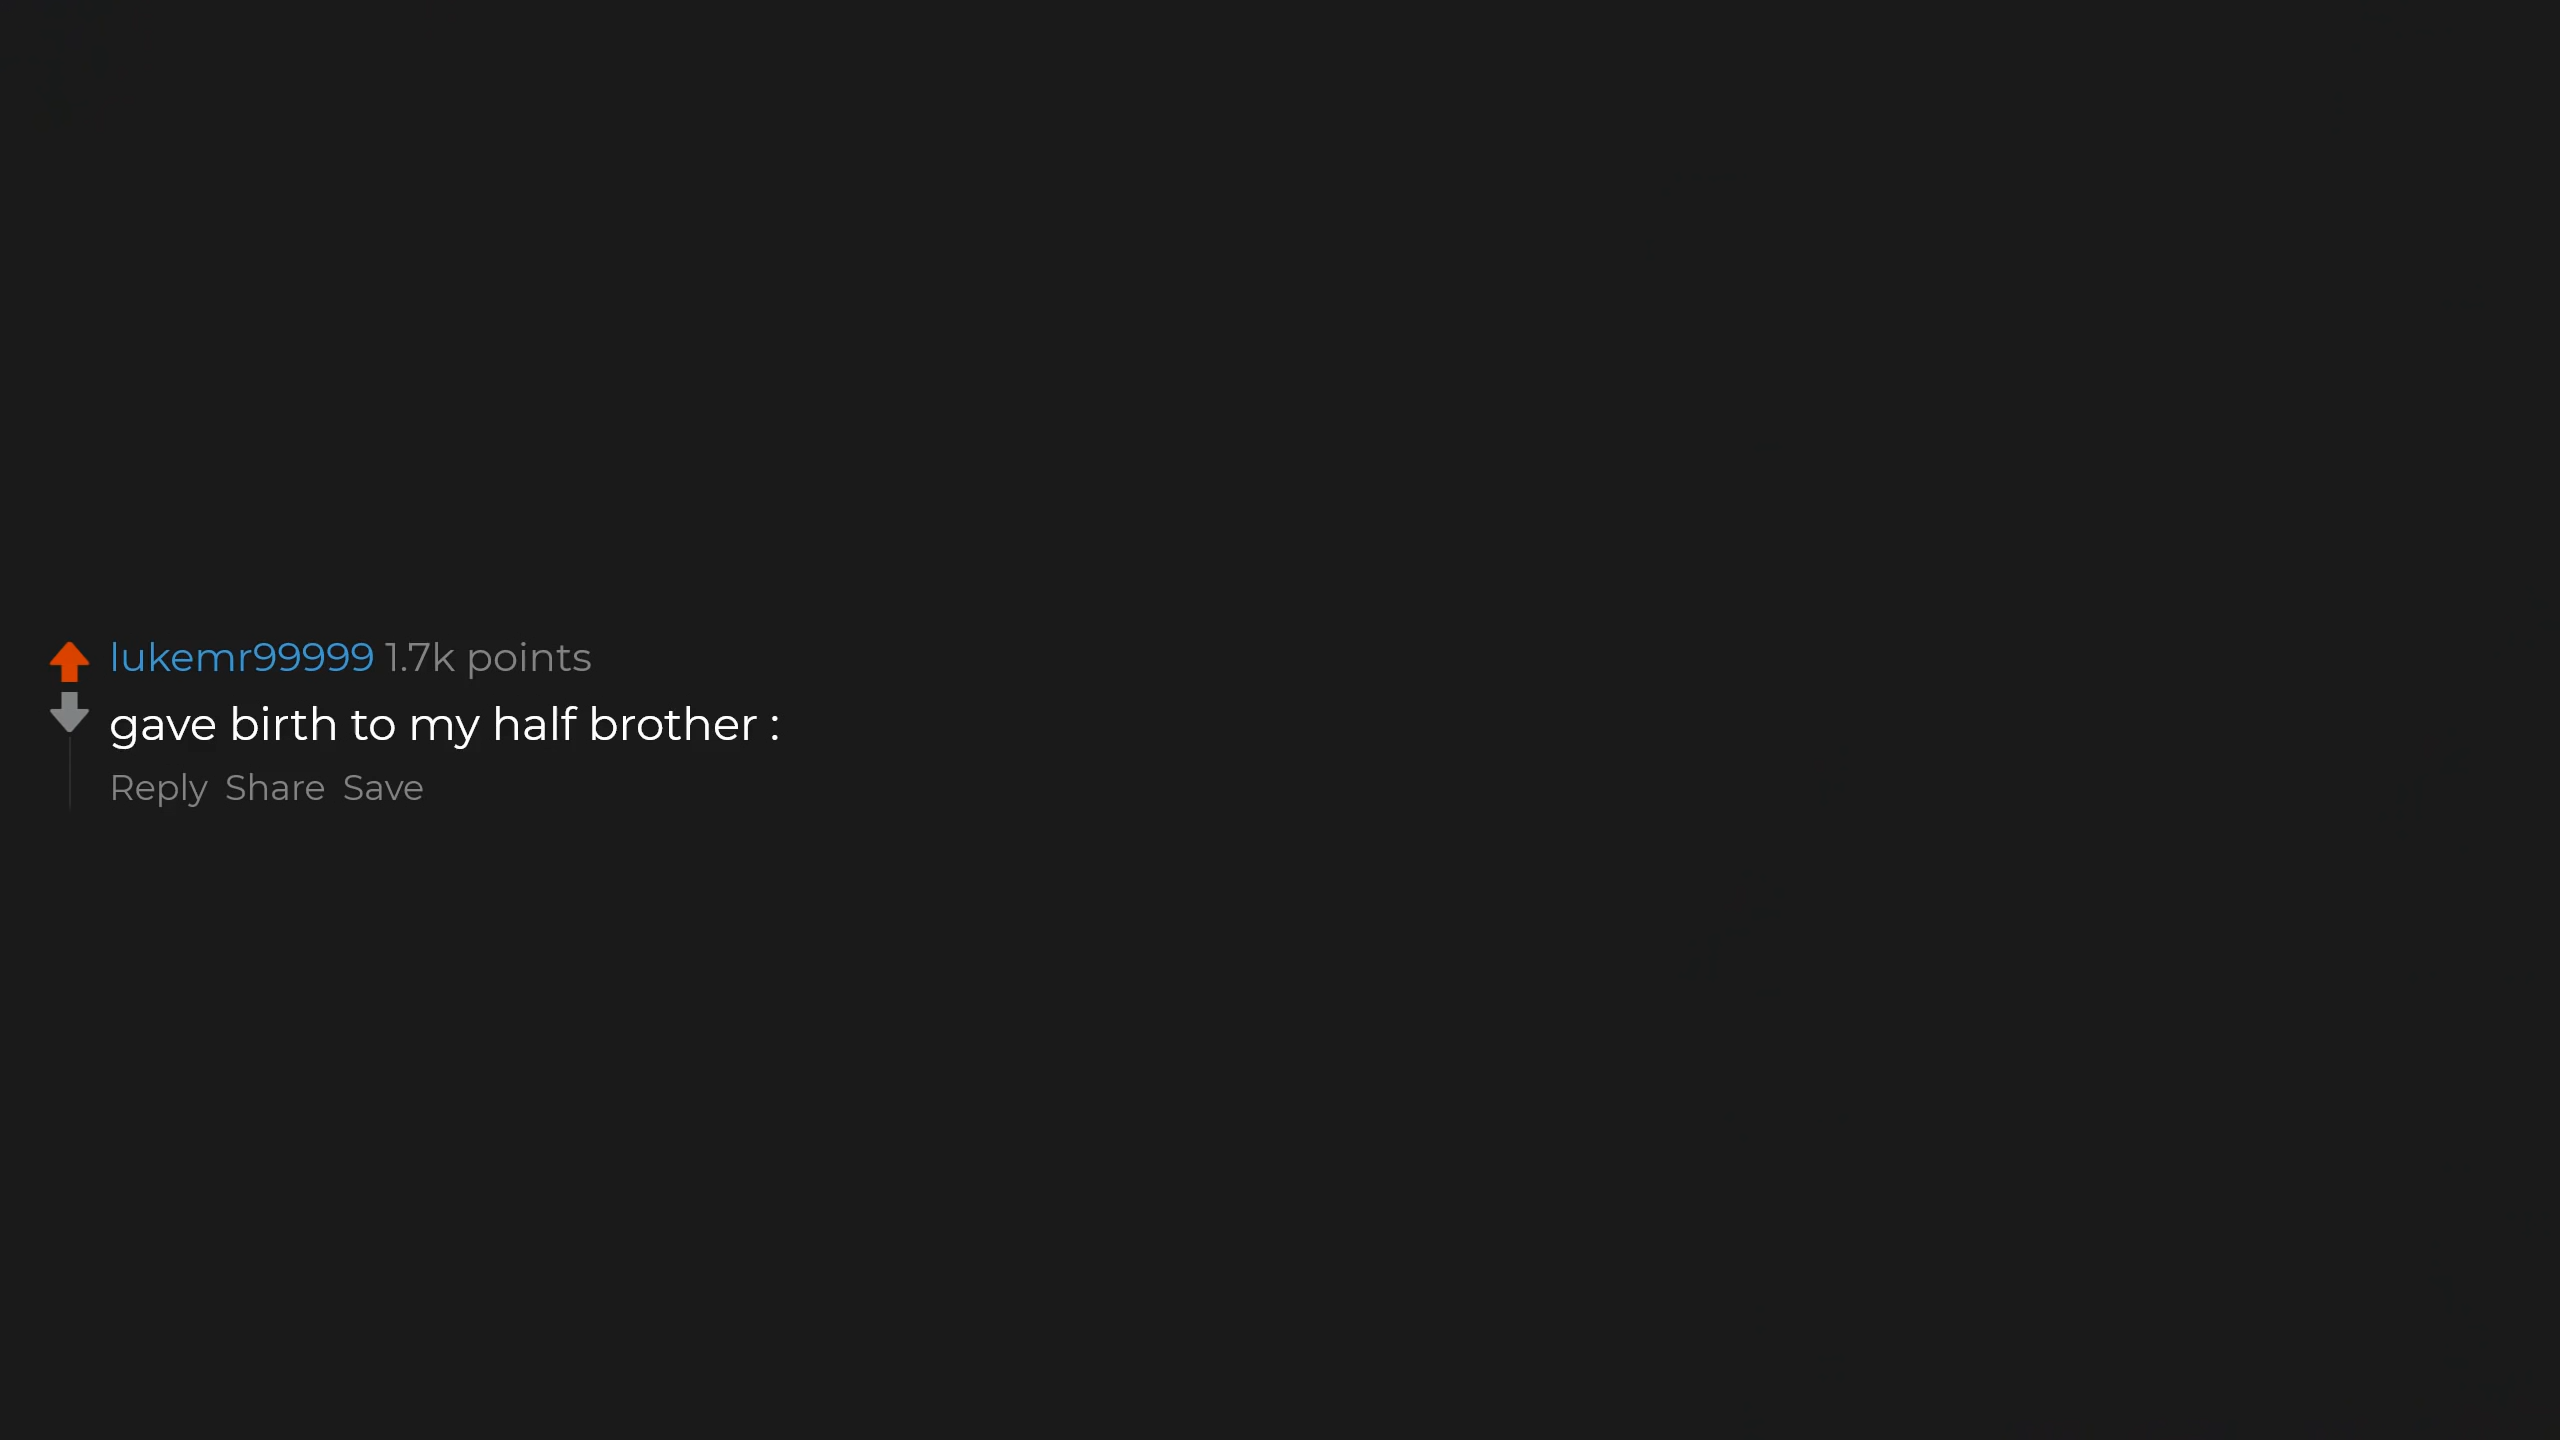 lukemr99999 1.7k points
gave birth to my half brother :
Reply Share Save